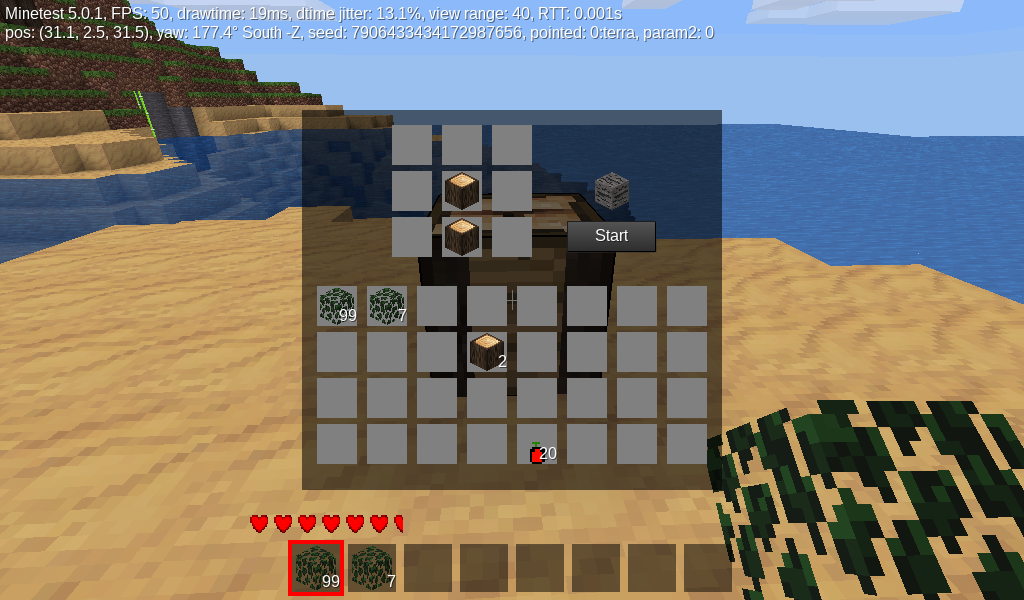 Minetest 5.0.1, FPS: 50, drawtime: 19ms, dtime jitter: 13.1%, view range: 40, RTT: 0.001s
pos: (31.1, 2.5, 31.5), yaw: 177.4° South -Z, seed: 7906433434172987656, pointed: 0:terra, param2: 0
Start
99 7
2
20
99 7